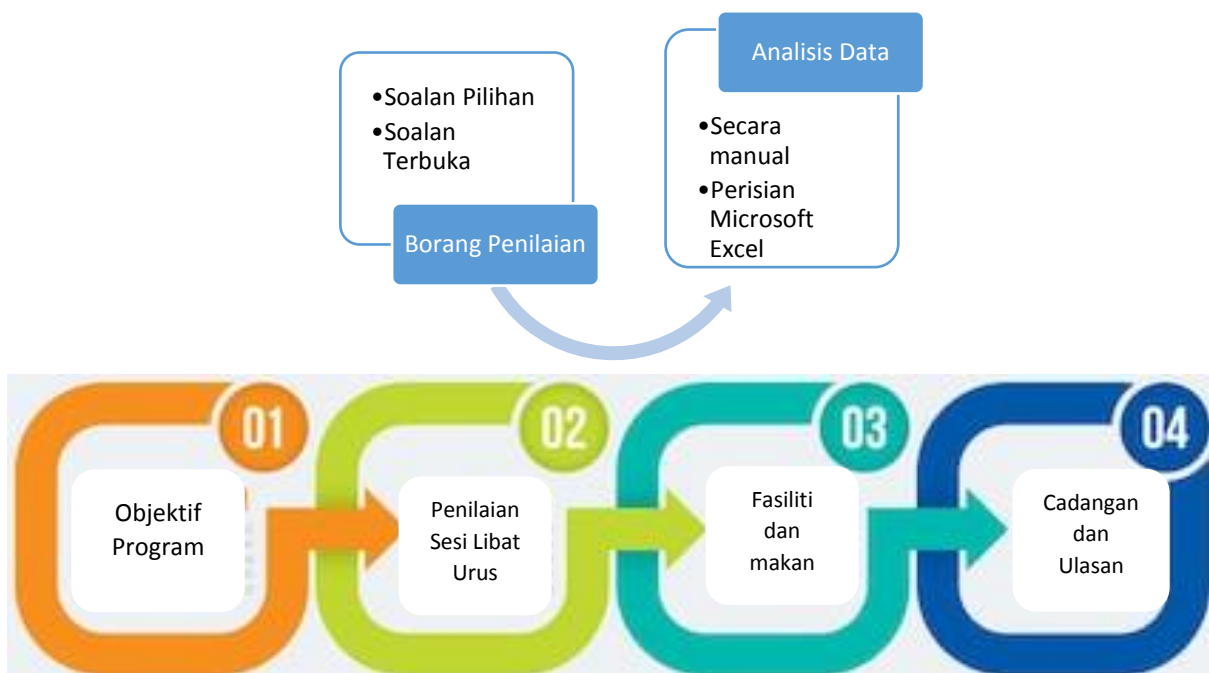 •Soalan Pilihan
•Soalan
Terbuka
Borang Penilaian
Analisis Data
•Secara
manual
•Perisian
Microsoft
Excel
01
Objektif
Program
02
Penilaian
Sesi Libat
Urus
03
Fasiliti
dan
makan
04
Cadangan
dan
Ulasan